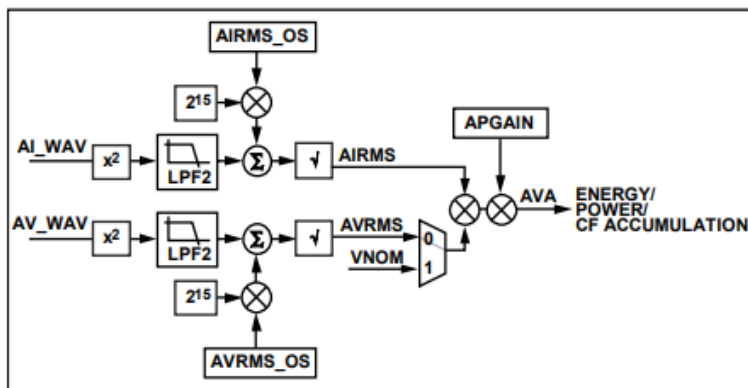 AIRMS_OS
215
APGAIN
AI_WAV
x2
LPF2
Σ
√
AIRMS
AVA
ENERGY/
POWER/
CF ACCUMULATION
AV_WAV
x2
LPF2
Σ
√
AVRMS
0
VNOM
1
215
AVRMS_OS